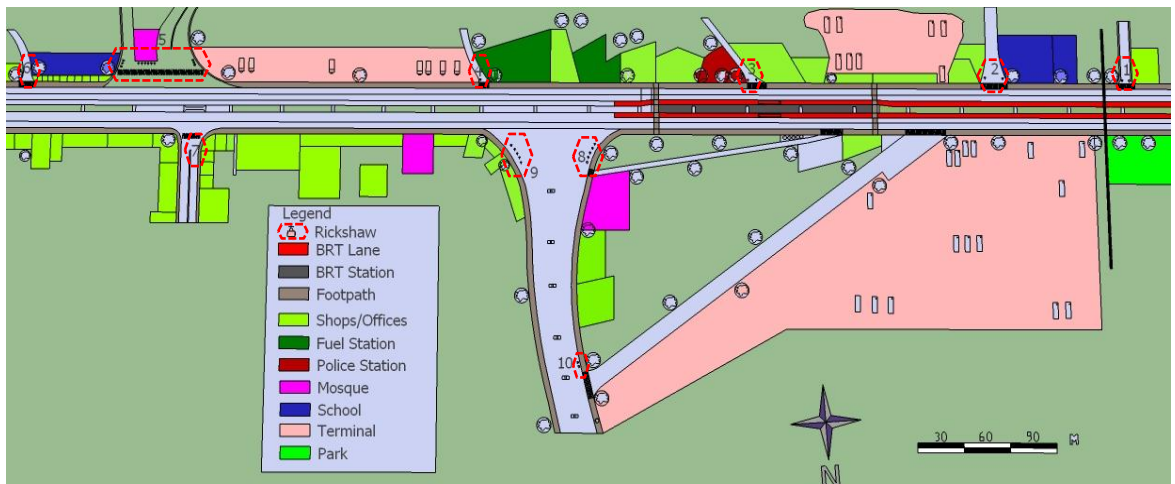 5
6
3
2
1
7
9
8
Legend
Rickshaw
BRT Lane
BRT Station
Footpath
Shops/Offices
Fuel Station
Police Station
Mosque
School
Terminal
Park
10
30 60 90 M
N